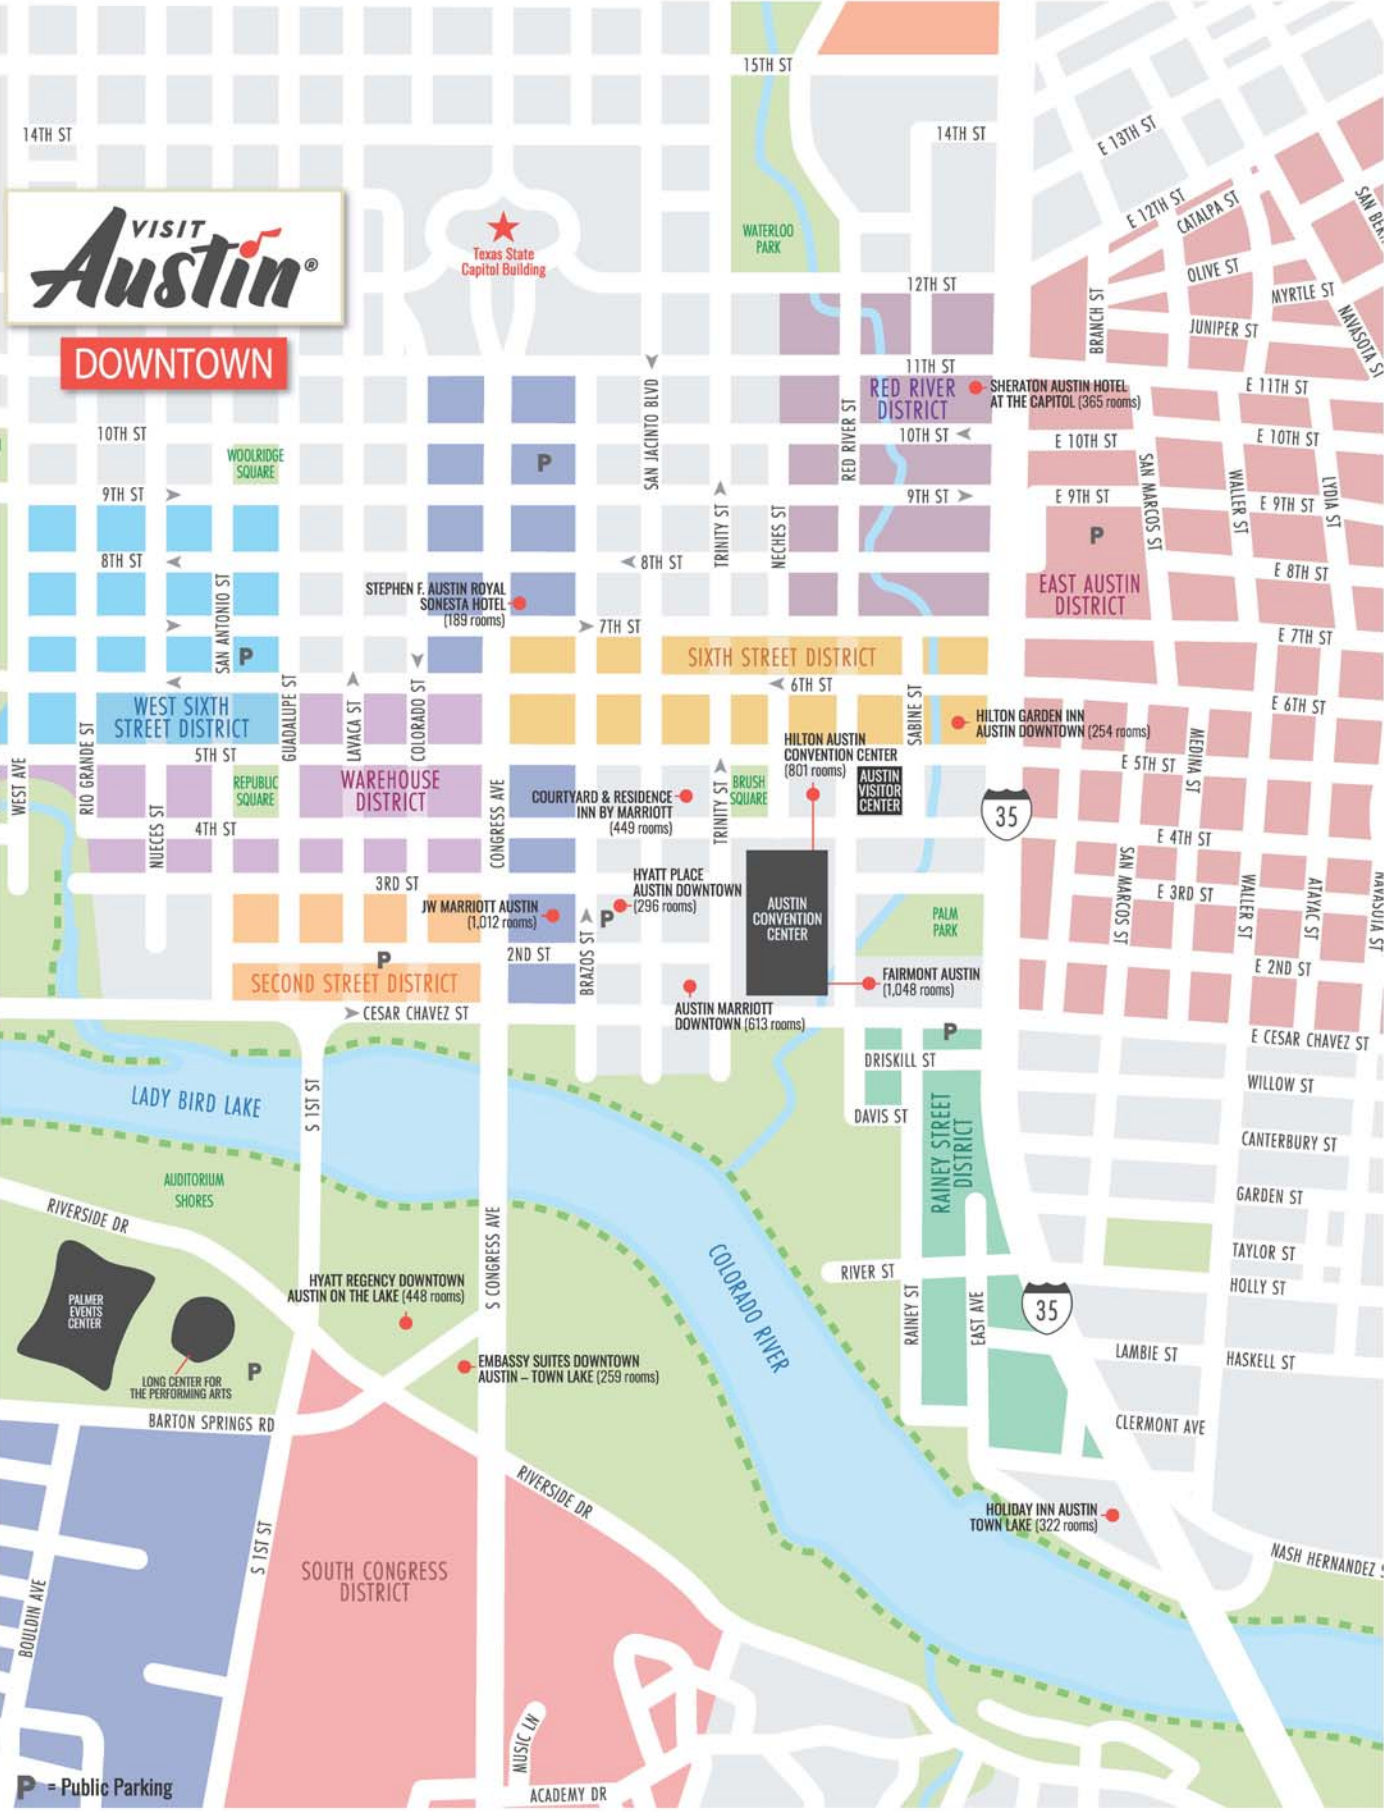 15TH ST
14TH ST
14TH ST
E 13TH ST
E 12TH ST
CATALPA ST
VISIT
Austin®
DOWNTOWN
Texas State
Capitol Building
WATERLOO
PARK
12TH ST
OLIVE ST
MYRTLE ST
BRANCH ST
JUNIPER ST
NAVASOTA ST
11TH ST
RED RIVER
DISTRICT
SHERATON AUSTIN HOTEL
AT THE CAPITOL (365 rooms)
E 11TH ST
SAN JACINTO BLVD
RED RIVER ST
10TH ST
10TH ST
E 10TH ST
E 10TH ST
WOOLRIDGE
SQUARE
P
SAN MARCOS ST
WALLER ST
LYDIA ST
9TH ST
9TH ST
E 9TH ST
E 9TH ST
TRINITY ST
NECHES ST
P
8TH ST
8TH ST
E 8TH ST
SAN ANTONIO ST
STEPHEN F. AUSTIN ROYAL
SONESTA HOTEL
(189 rooms)
EAST AUSTIN
DISTRICT
7TH ST
E 7TH ST
P
SIXTH STREET DISTRICT
6TH ST
E 6TH ST
WEST SIXTH
STREET DISTRICT
GUADALUPE ST
LAVACA ST
COLORADO ST
SABINE ST
HILTON GARDEN INN
AUSTIN DOWNTOWN (254 rooms)
RIO GRANDE ST
5TH ST
HILTON AUSTIN
CONVENTION CENTER
(801 rooms)
MEDINA ST
E 5TH ST
WEST AVE
REPUBLIC
SQUARE
WAREHOUSE
DISTRICT
CONGRESS AVE
COURTYARD & RESIDENCE
INN BY MARRIOTT
(449 rooms)
TRINITY ST
BRUSH
SQUARE
AUSTIN
VISITOR
CENTER
35
NUECES ST
4TH ST
E 4TH ST
3RD ST
HYATT PLACE
AUSTIN DOWNTOWN
(296 rooms)
SAN MARCOS ST
E 3RD ST
WALLER ST
ATAYAC ST
NAVASOTA ST
JW MARRIOTT AUSTIN
(1,012 rooms)
P
AUSTIN
CONVENTION
CENTER
PALM
PARK
P
2ND ST
BRAZOS ST
E 2ND ST
SECOND STREET DISTRICT
FAIRMONT AUSTIN
(1,048 rooms)
CESAR CHAVEZ ST
AUSTIN MARRIOTT
DOWNTOWN (613 rooms)
P
E CESAR CHAVEZ ST
DRISKILL ST
WILLOW ST
LADY BIRD LAKE
S 1ST ST
DAVIS ST
RAINEY STREET
DISTRICT
CANTERBURY ST
AUDITORIUM
SHORES
GARDEN ST
RIVERSIDE DR
S CONGRESS AVE
COLORADO RIVER
TAYLOR ST
RIVER ST
HOLLY ST
HYATT REGENCY DOWNTOWN
AUSTIN ON THE LAKE (448 rooms)
PALMER
EVENTS
CENTER
RAINEY ST
EAST AVE
35
LAMBIE ST
HASKELL ST
LONG CENTER FOR
THE PERFORMING ARTS
P
EMBASSY SUITES DOWNTOWN
AUSTIN – TOWN LAKE (259 rooms)
BARTON SPRINGS RD
CLERMONT AVE
RIVERSIDE DR
HOLIDAY INN AUSTIN
TOWN LAKE (322 rooms)
S 1ST ST
NASH HERNANDEZ
SOUTH CONGRESS
DISTRICT
BOULDIN AVE
MUSIC LN
P = Public Parking
ACADEMY DR